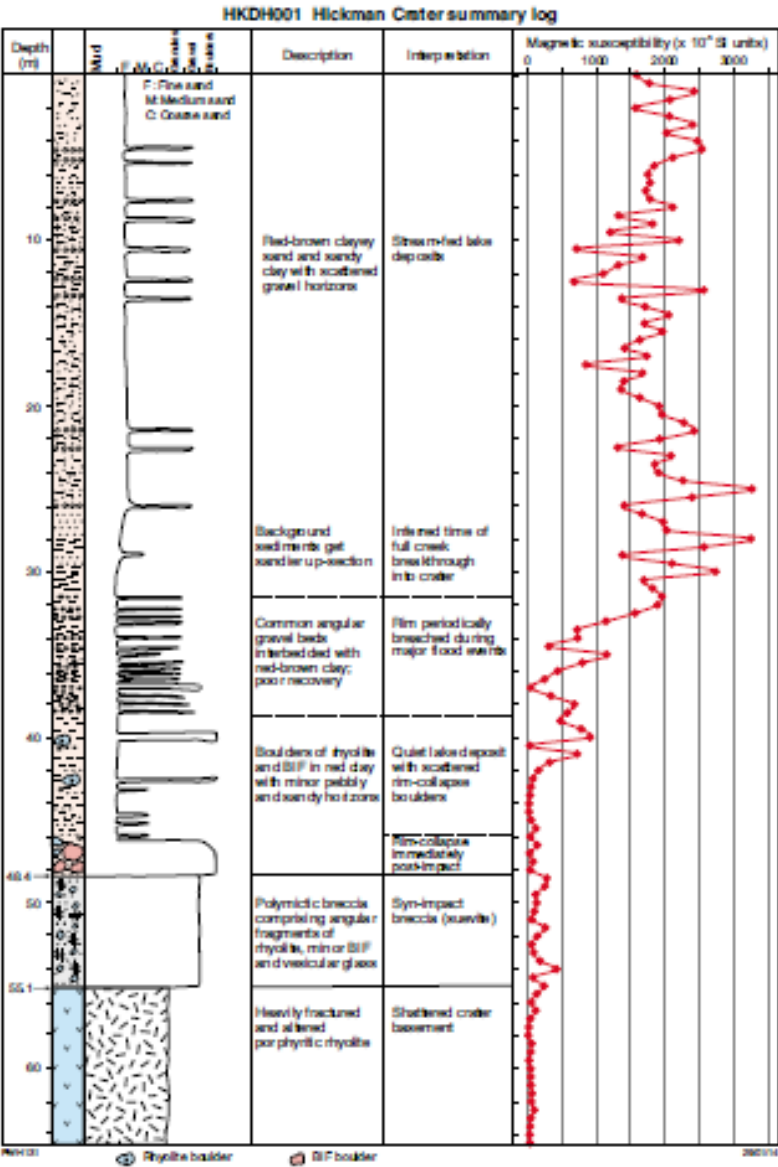 HKDH001 Hickman Crater summary log
Depth
(m)
Mud
F
M
C
Description
Interpretation
Magnetic susceptibility
SI units)
0
1000
2000
3000
F: Fine sand
M: Medium sand
C: Coarse sand
10
Red-brown clayey
sand and sandy
clay with scattered
gravel horizons
Stream-fed lake
deposits
20
Background
sediments get
sandier up-section
Inferred time of
full creek
breakthrough
into crater
30
Common angular
gravel beds
interbedded with
red-brown clay;
poor recovery
Rim periodically
breached during
major flood events
40
Boulders of rhyolite
and BIF in red clay
with minor pebbly
and sandy horizons
Quiet lake deposit
with scattered
rim-collapse
boulders
Rim-collapse
immediately
post-impact
48.4
50
Polymictic breccia
comprising angular
fragments of
rhyolite, minor BIF
and vesicular glass
Syn-impact
breccia (suevite)
55.1
Heavily fractured
and altered
porphyritic rhyolite
Shattered crater
basement
60
Rhyolite boulder
BIF boulder